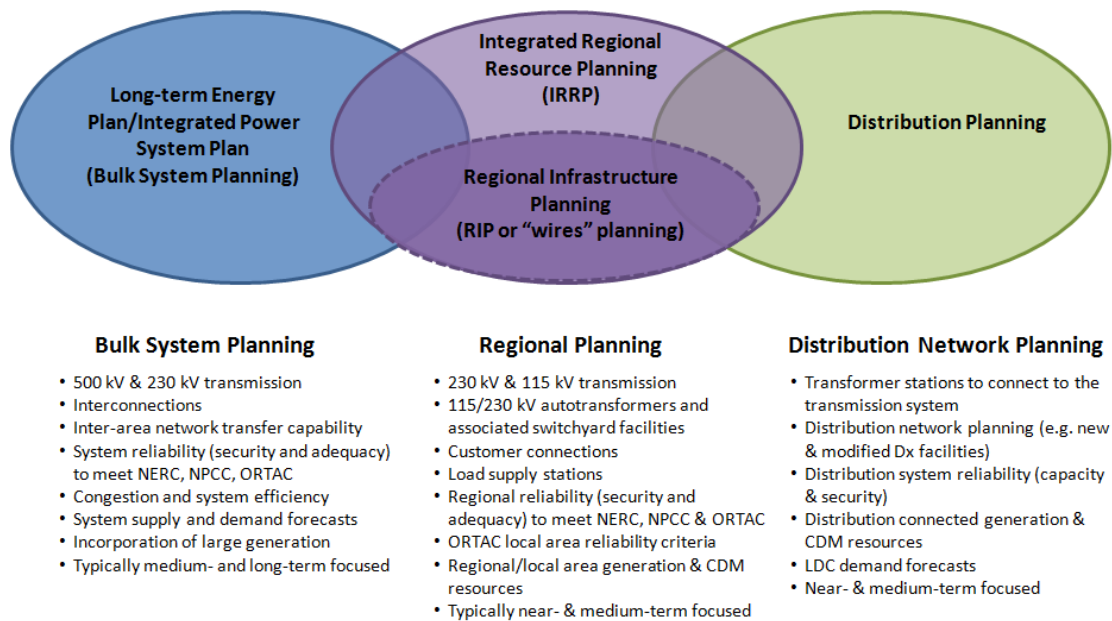 Long-term Energy
Plan/Integrated Power
System Plan
(Bulk System Planning)
Integrated Regional
Resource Planning
(IRRP)
Regional Infrastructure
Planning
(RIP or “wires” planning)
Distribution Planning
Bulk System Planning
• 500 kV & 230 kV transmission
• Interconnections
• Inter-area network transfer capability
• System reliability (security and adequacy)
to meet NERC, NPCC, ORTAC
• Congestion and system efficiency
• System supply and demand forecasts
• Incorporation of large generation
• Typically medium- and long-term focused
Regional Planning
• 230 kV & 115 kV transmission
• 115/230 kV autotransformers and
associated switchyard facilities
• Customer connections
• Load supply stations
• Regional reliability (security and
adequacy) to meet NERC, NPCC & ORTAC
• ORTAC local area reliability criteria
• Regional/local area generation & CDM
resources
• Typically near- & medium-term focused
Distribution Network Planning
• Transformer stations to connect to the
transmission system
• Distribution network planning (e.g. new
& modified Dx facilities)
• Distribution system reliability (capacity
& security)
• Distribution connected generation &
CDM resources
• LDC demand forecasts
• Near- & medium-term focused